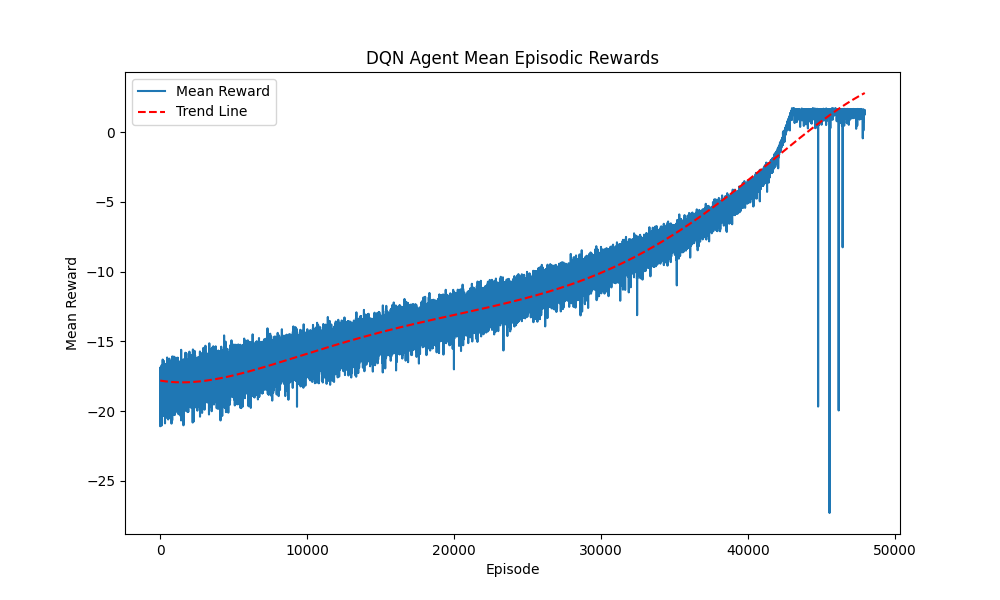 DQN Agent Mean Episodic Rewards
Mean Reward
Trend Line
0
−5
−10
−15
−20
−25
Mean Reward
0
10000
20000
30000
40000
50000
Episode